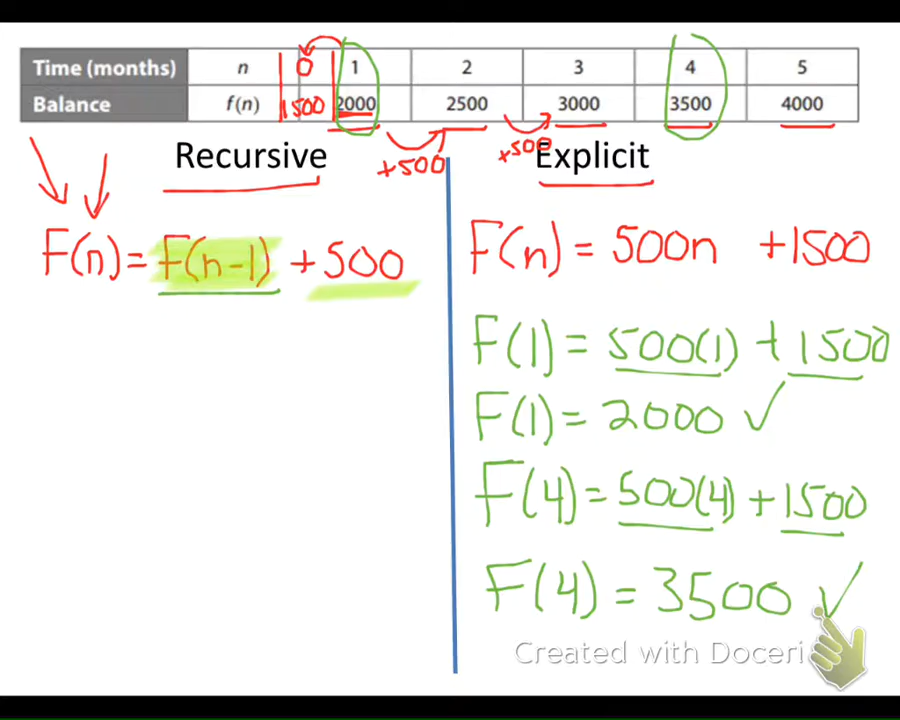 Time (months) n 0 1 2 3 4 5
Balance f(n) 1500 2000 2500 3000 3500 4000
+500 +500
Recursive
F(n)= F(n-1) +500
Explicit
F(n)= 500n +1500
F(1)= 500(1) + 1500
F(1)= 2000 ✓
F(4)=500(4)+1500
F(4)=3500 ✓
Created with Doceri